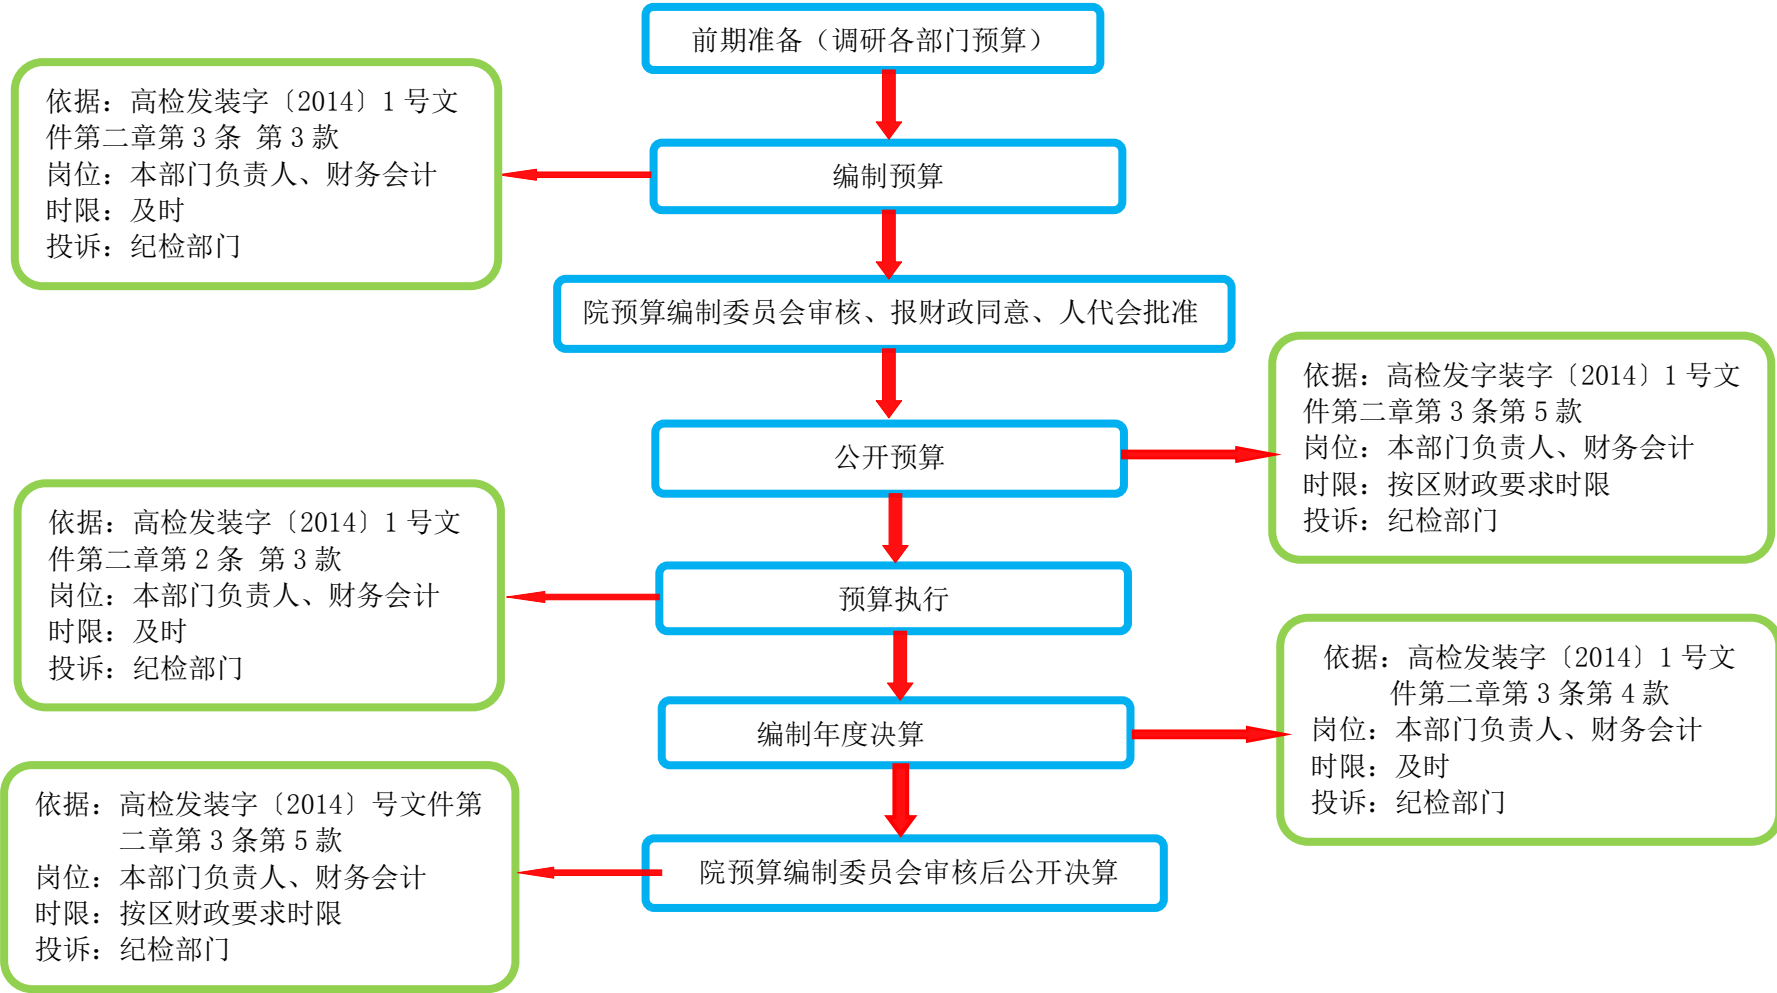 前期准备（调研各部门预算）
依据：高检发装字〔2014〕1号文
件第二章第3条 第3款
岗位：本部门负责人、财务会计
时限：及时
投诉：纪检部门
编制预算
院预算编制委员会审核、报财政同意、人代会批准
依据：高检发字装字〔2014〕1号文
件第二章第3条第5款
岗位：本部门负责人、财务会计
时限：按区财政要求时限
投诉：纪检部门
公开预算
依据：高检发装字〔2014〕1号文
件第二章第2条 第3款
岗位：本部门负责人、财务会计
时限：及时
投诉：纪检部门
预算执行
依据：高检发装字〔2014〕1号文
件第二章第3条第4款
岗位：本部门负责人、财务会计
时限：及时
投诉：纪检部门
编制年度决算
依据：高检发装字〔2014〕号文件第
二章第3条第5款
岗位：本部门负责人、财务会计
时限：按区财政要求时限
投诉：纪检部门
院预算编制委员会审核后公开决算